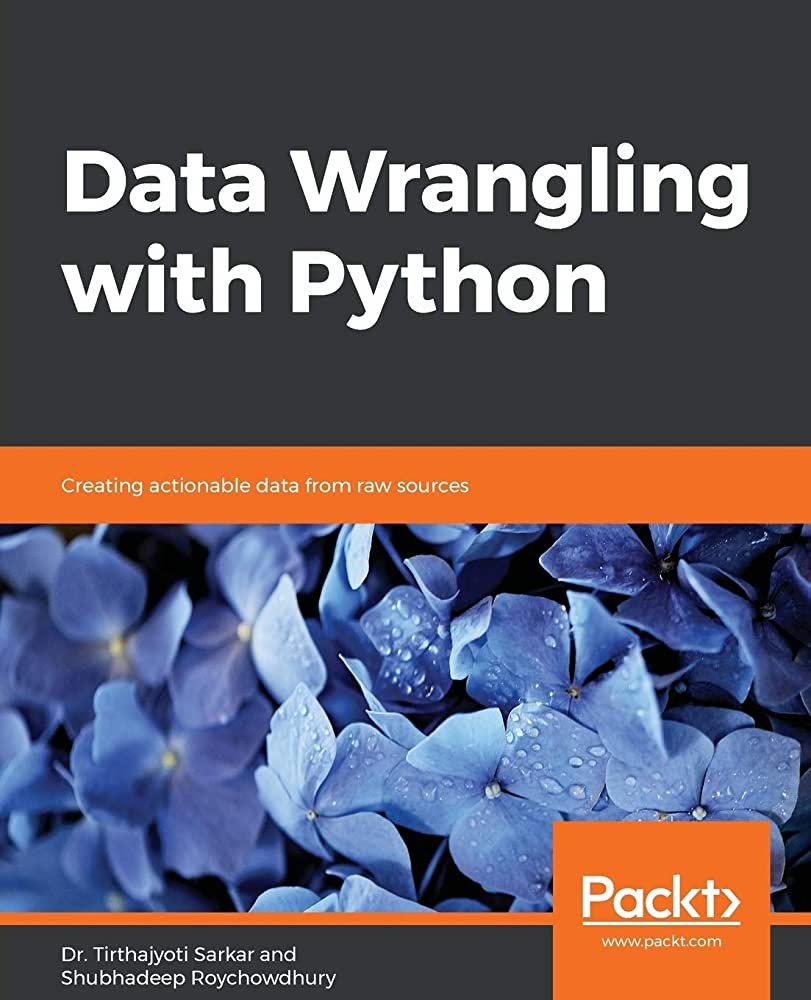 Data Wrangling
with Python
Creating actionable data from raw sources
Packt>
www.packt.com
Dr. Tirthajyoti Sarkar and
Shubhadeep Roychowdhury